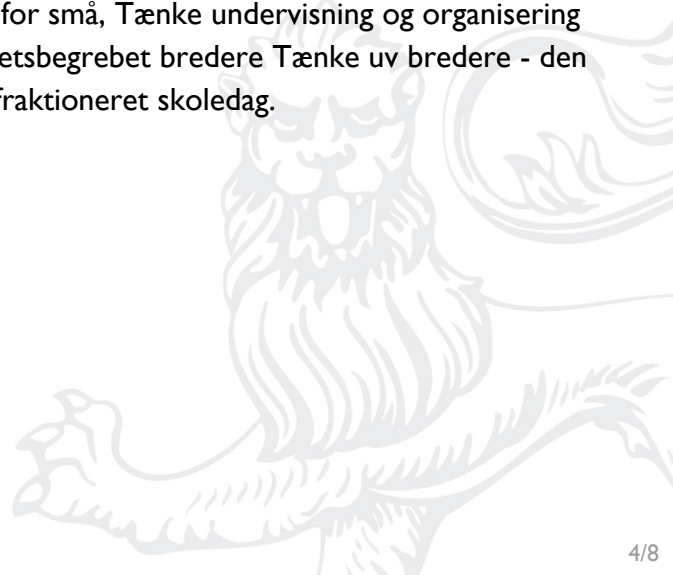 for små, Tænke undervisning og organisering
etsbegrebet bredere Tænke uv bredere - den
fraktioneret skoledag.
4/8